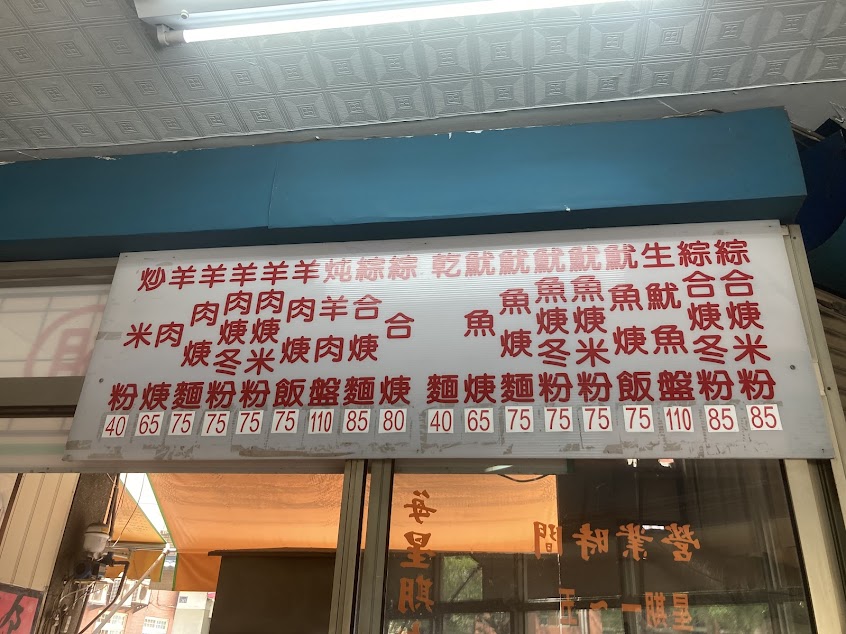 炒米粉 40
羊肉焿 65
羊肉焿麵 75
羊肉焿冬粉 75
羊肉焿米粉 75
羊肉焿飯 75
炖羊肉盤 110
綜合焿麵 85
綜合焿 80
乾麵 40
魷魚焿 65
魷魚焿麵 75
魷魚焿冬粉 75
魷魚焿米粉 75
魷魚焿飯 75
生魷魚盤 110
綜合焿冬粉 85
綜合焿米粉 85
營業時間
星期一~五
每星期